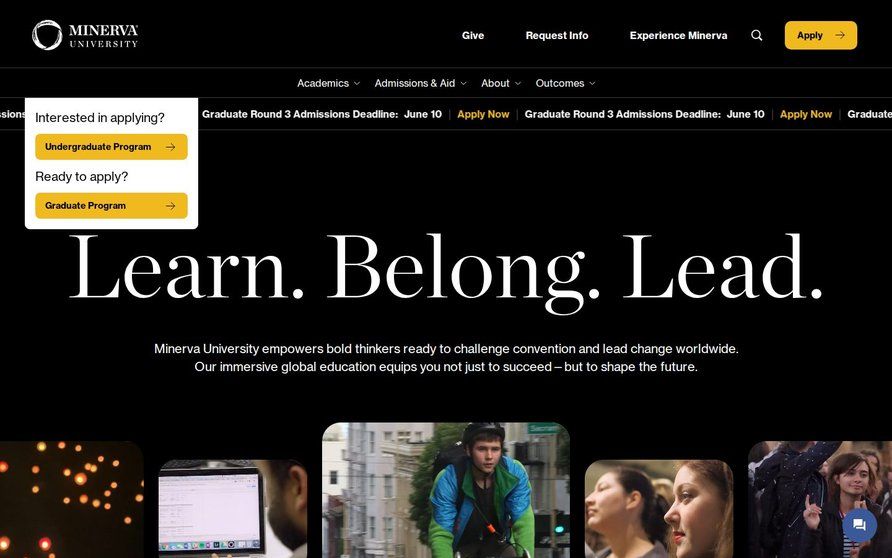 MINERVA
UNIVERSITY
Give
Request Info
Experience Minerva
Apply
Academics
Admissions & Aid
About
Outcomes
Graduate Round 3 Admissions Deadline: June 10 | Apply Now | Graduate Round 3 Admissions Deadline: June 10 | Apply Now | Graduate
Interested in applying?
Undergraduate Program
Ready to apply?
Graduate Program
Learn. Belong. Lead.
Minerva University empowers bold thinkers ready to challenge convention and lead change worldwide.
Our immersive global education equips you not just to succeed – but to shape the future.